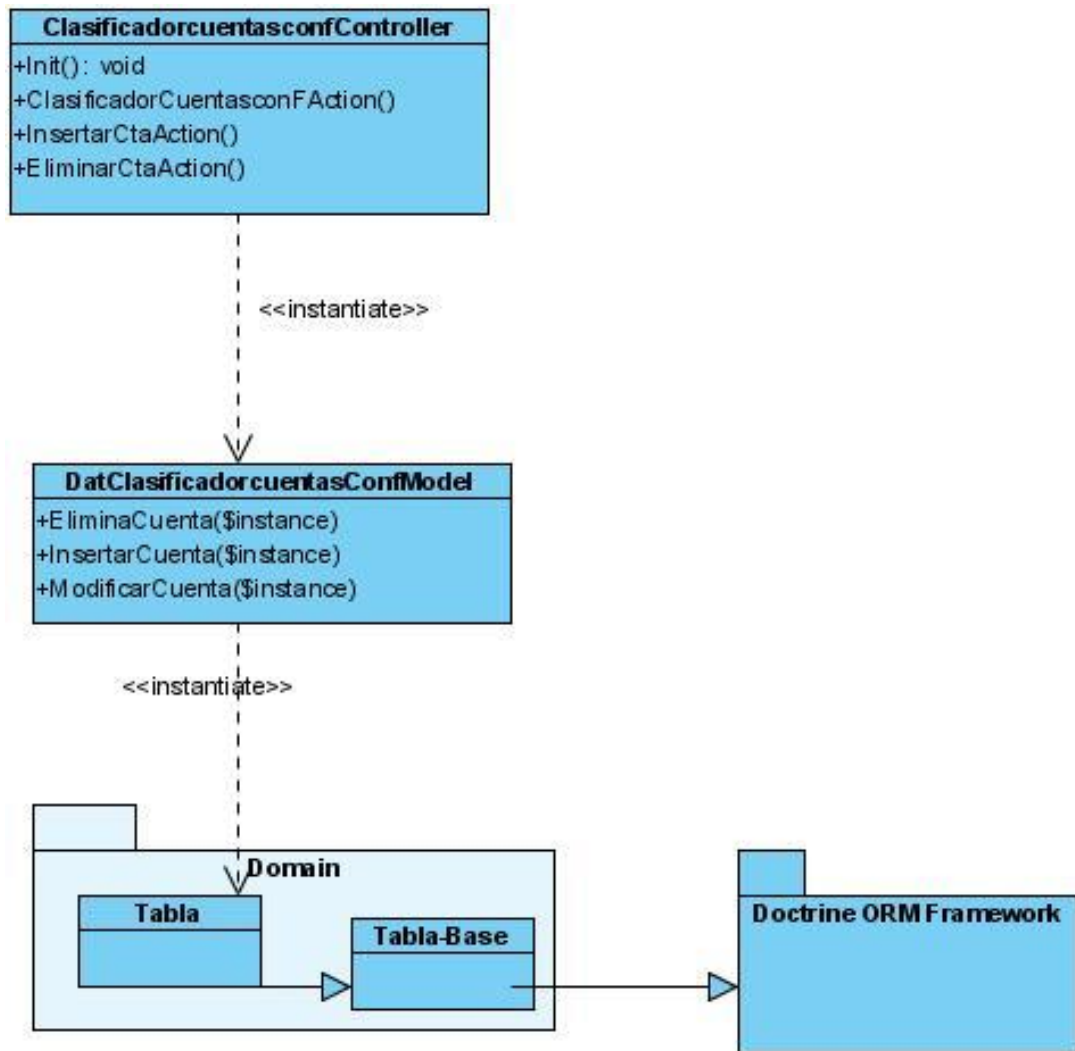 ClasificadorcuentasconfController
+Init(): void
+ClasificadorCuentasconFAction()
+InsertarCtaAction()
+EliminarCtaAction()
<<instantiate>>
DatClasificadorcuentasConfModel
+EliminaCuenta($instance)
+InsertarCuenta($instance)
+ModificarCuenta($instance)
<<instantiate>>
Domain
Tabla
Tabla-Base
Doctrine ORM Framework